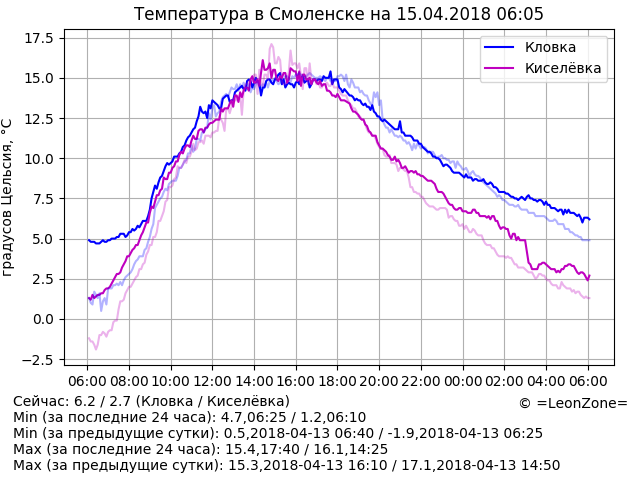 Температура в Смоленске на 15.04.2018 06:05
17.5
15.0
12.5
10.0
7.5
5.0
2.5
0.0
−2.5
градусов Цельсия, °C
Кловка
Киселёвка
06:00 08:00 10:00 12:00 14:00 16:00 18:00 20:00 22:00 00:00 02:00 04:00 06:00
Сейчас: 6.2 / 2.7 (Кловка / Киселёвка)
© =LeonZone=
Min (за последние 24 часа): 4.7,06:25 / 1.2,06:10
Min (за предыдущие сутки): 0.5,2018-04-13 06:40 / -1.9,2018-04-13 06:25
Max (за последние 24 часа): 15.4,17:40 / 16.1,14:25
Max (за предыдущие сутки): 15.3,2018-04-13 16:10 / 17.1,2018-04-13 14:50